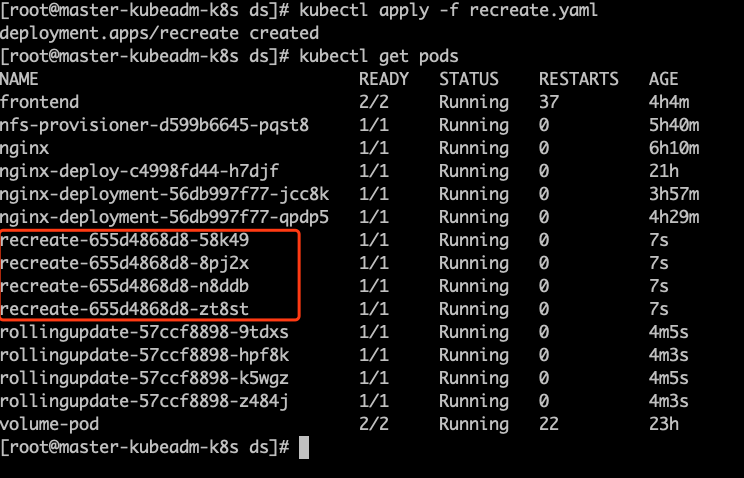 [root@master-kubeadm-k8s ds]# kubectl apply -f recreate.yaml
deployment.apps/recreate created
[root@master-kubeadm-k8s ds]# kubectl get pods
NAME READY STATUS RESTARTS AGE
frontend 2/2 Running 37 4h4m
nfs-provisioner-d599b6645-pqst8 1/1 Running 0 5h40m
nginx 1/1 Running 0 6h10m
nginx-deploy-c4998fd44-h7djf 1/1 Running 0 21h
nginx-deployment-56db997f77-jcc8k 1/1 Running 0 3h57m
nginx-deployment-56db997f77-qpdp5 1/1 Running 0 4h29m
recreate-655d4868d8-58k49 1/1 Running 0 7s
recreate-655d4868d8-8pj2x 1/1 Running 0 7s
recreate-655d4868d8-n8ddb 1/1 Running 0 7s
recreate-655d4868d8-zt8st 1/1 Running 0 7s
rollingupdate-57ccf8898-9tdxs 1/1 Running 0 4m5s
rollingupdate-57ccf8898-hpf8k 1/1 Running 0 4m3s
rollingupdate-57ccf8898-k5wgz 1/1 Running 0 4m5s
rollingupdate-57ccf8898-z484j 1/1 Running 0 4m3s
volume-pod 2/2 Running 22 23h
[root@master-kubeadm-k8s ds]#